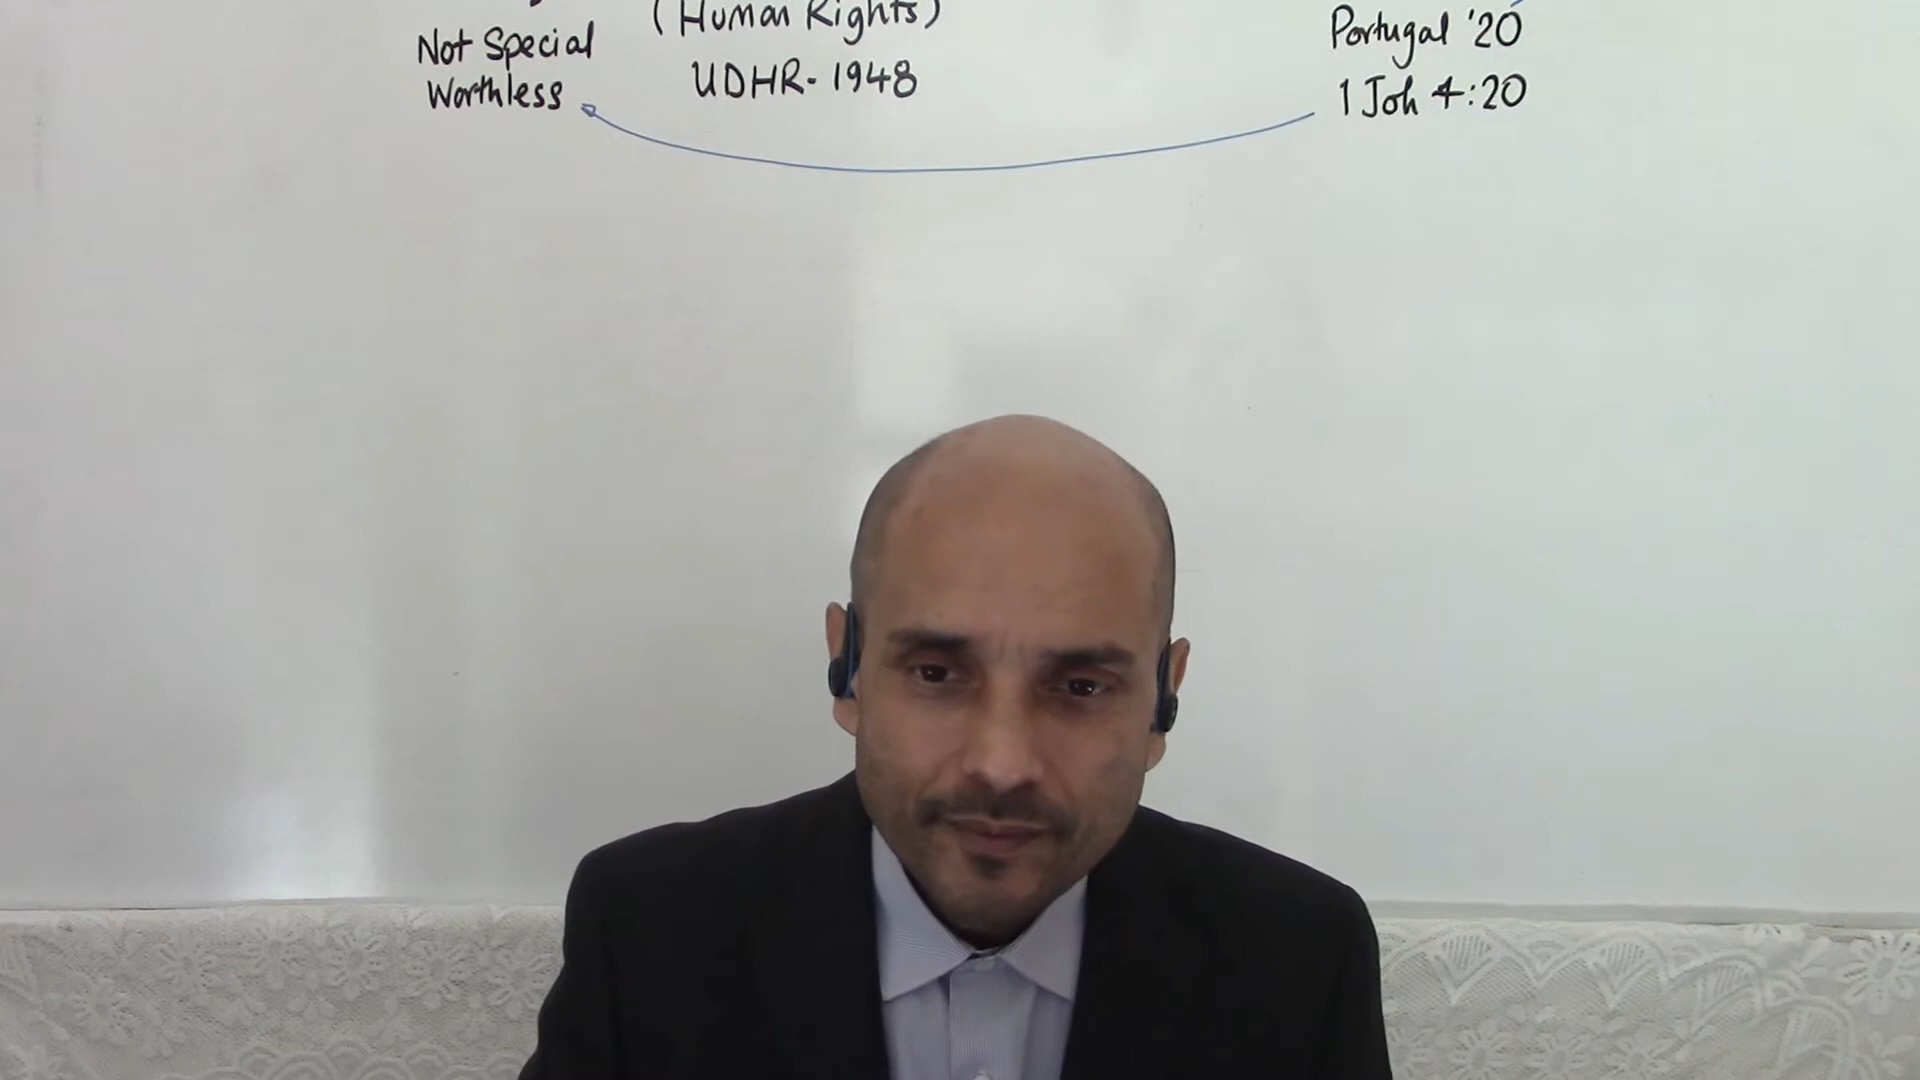 Not Special
Worthless
(Human Rights)
UDHR- 1948
Portugal '20
1 Joh 4:20